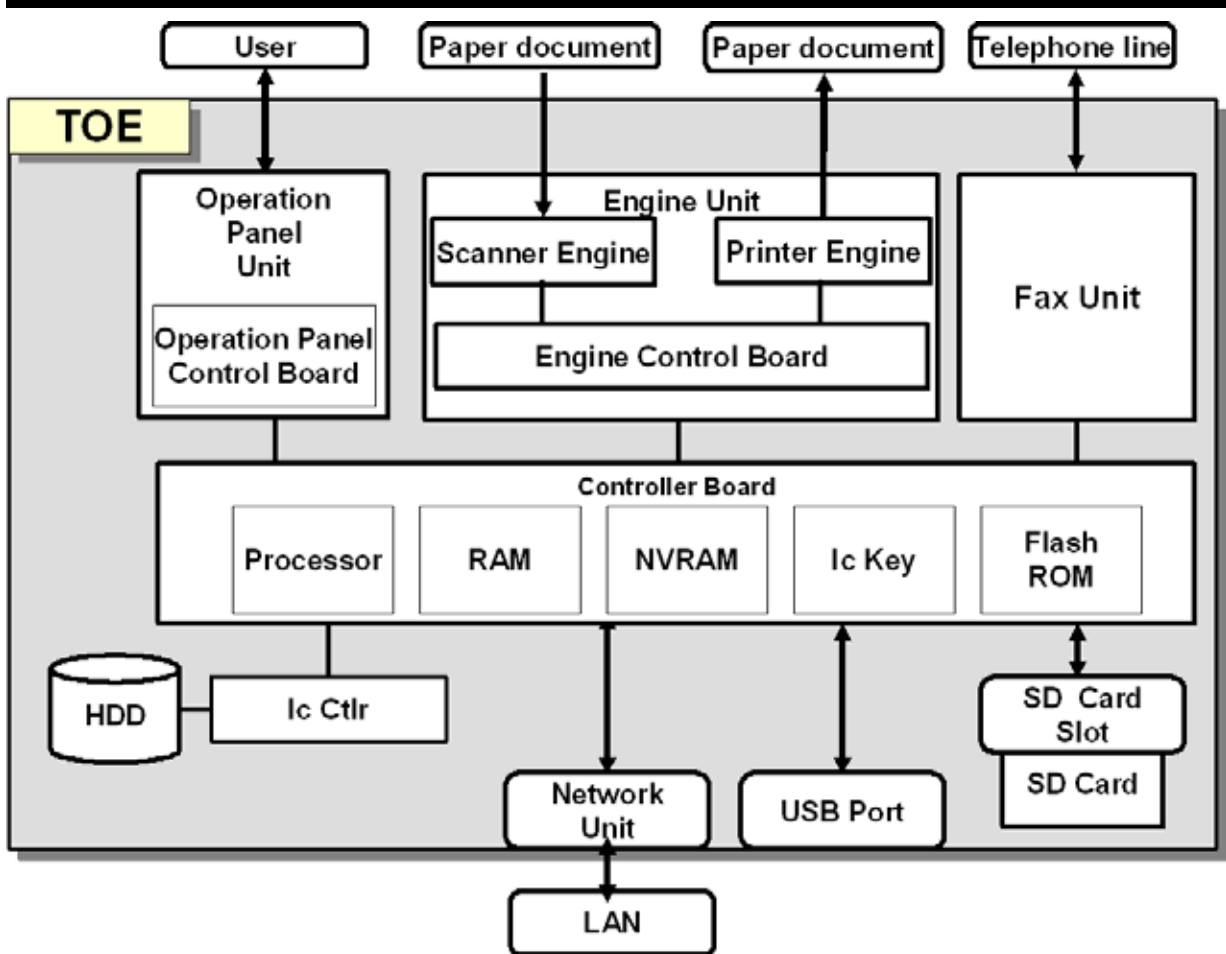 User
Paper document
Paper document
Telephone line
TOE
Operation
Panel
Unit
Operation Panel
Control Board
Engine Unit
Scanner Engine
Printer Engine
Engine Control Board
Fax Unit
Controller Board
Processor
RAM
NVRAM
Ic Key
Flash
ROM
HDD
Ic Ctlr
Network
Unit
USB Port
SD Card
Slot
SD Card
LAN